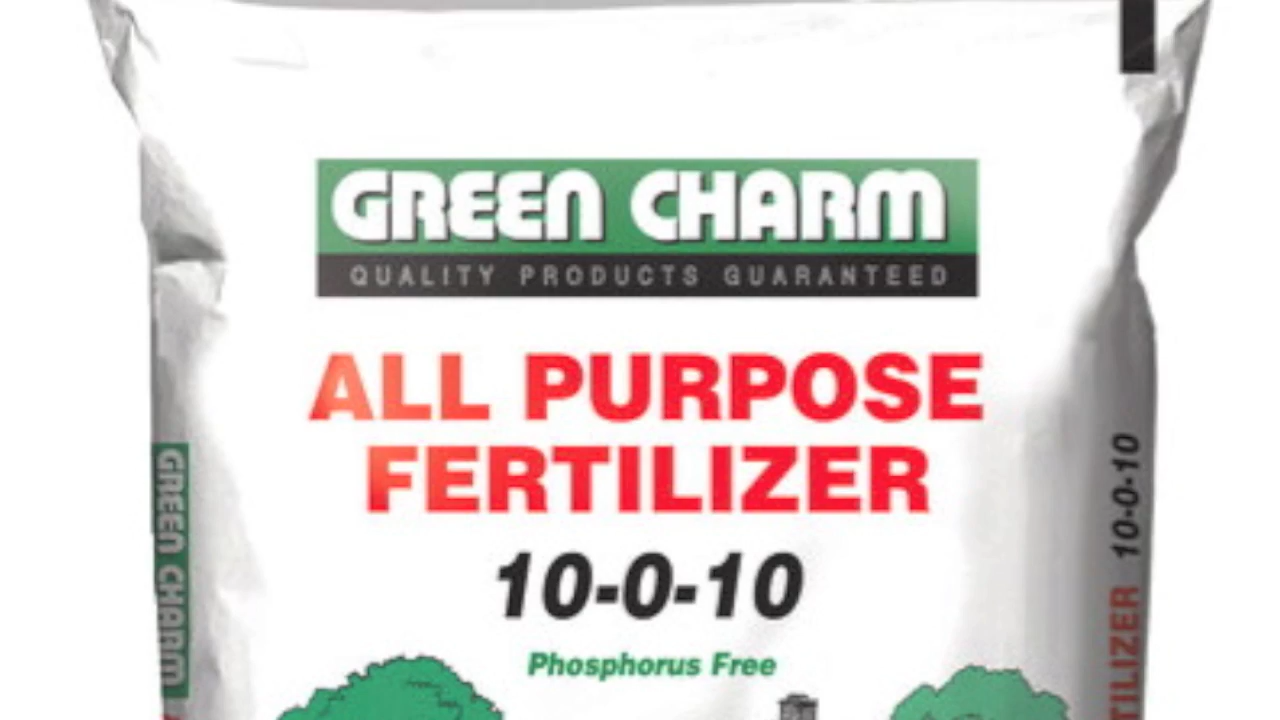 GREEN CHARM
QUALITY PRODUCTS GUARANTEED
ALL PURPOSE
FERTILIZER
10-0-10
Phosphorus Free
GREEN CHARM
10-0-10